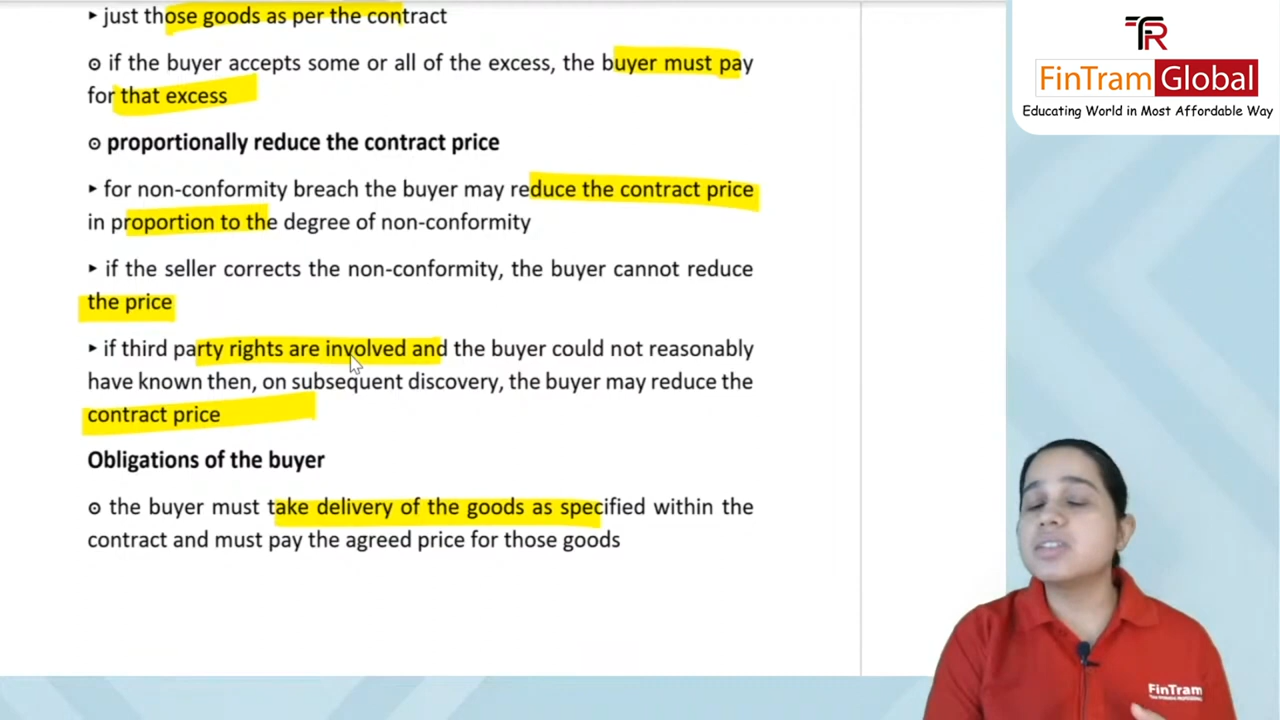 ‣ just those goods as per the contract
⊙ if the buyer accepts some or all of the excess, the buyer must pay
for that excess
⊙ proportionally reduce the contract price
‣ for non-conformity breach the buyer may reduce the contract price
in proportion to the degree of non-conformity
‣ if the seller corrects the non-conformity, the buyer cannot reduce
the price
‣ if third party rights are involved and the buyer could not reasonably
have known then, on subsequent discovery, the buyer may reduce the
contract price
Obligations of the buyer
⊙ the buyer must take delivery of the goods as specified within the
contract and must pay the agreed price for those goods
FinTram Global
Educating World in Most Affordable Way
FinTram